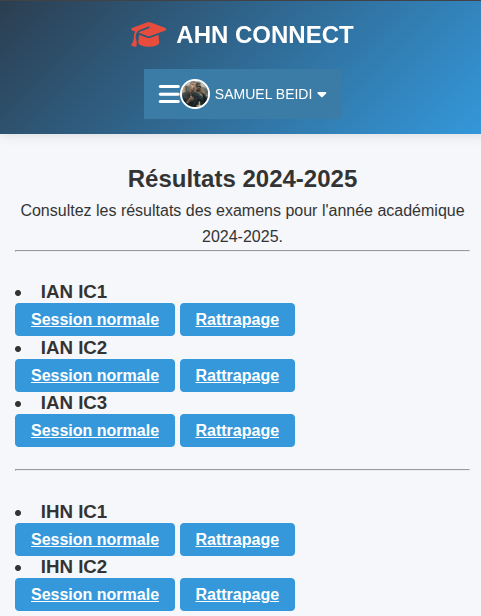 AHN CONNECT
SAMUEL BEIDI
Résultats 2024-2025
Consultez les résultats des examens pour l'année académique
2024-2025.
IAN IC1
Session normale Rattrapage
IAN IC2
Session normale Rattrapage
IAN IC3
Session normale Rattrapage
IHN IC1
Session normale Rattrapage
IHN IC2
Session normale Rattrapage